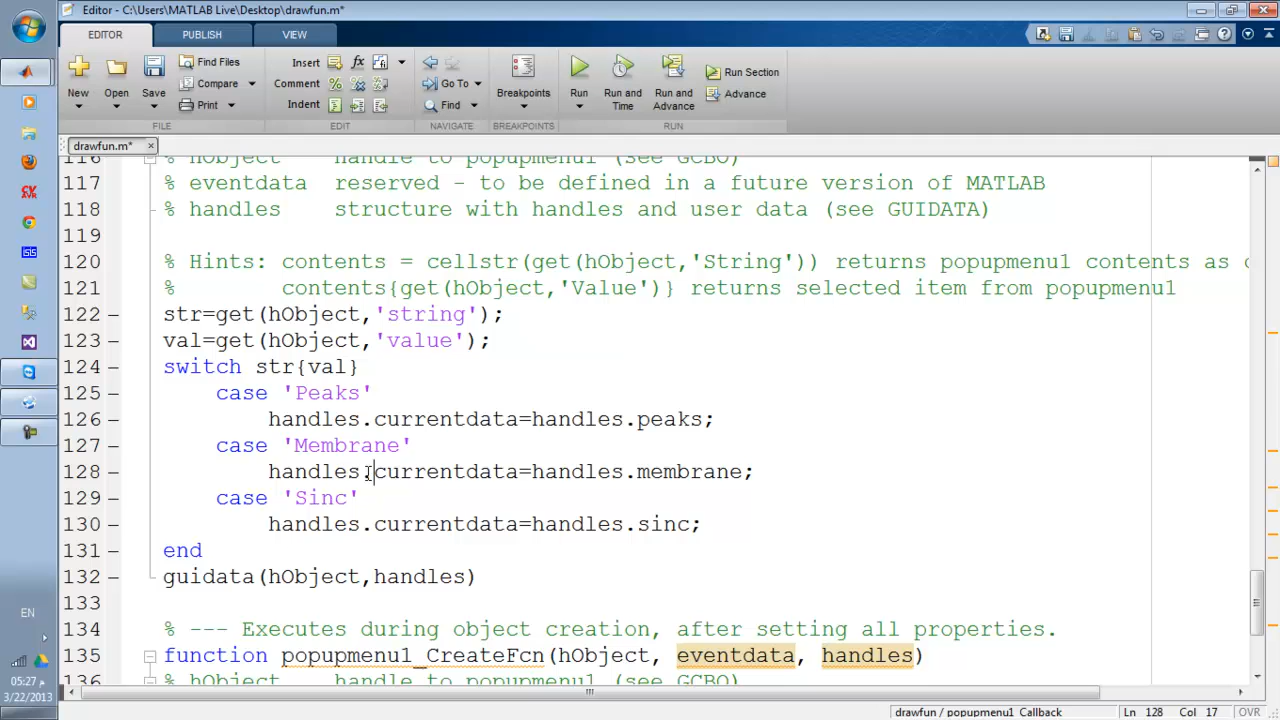 Editor - C:\Users\MATLAB Live\Desktop\drawfun.m*
EDITOR PUBLISH VIEW
New Open Save Find Files Compare Print
Insert fx Comment Indent
Go To Find
Breakpoints Run Run and Time Run and Advance Run Section Advance
FILE EDIT NAVIGATE BREAKPOINTS RUN
drawfun.m*
116 % hObject    handle to popupmenu1 (see GCBO)
117 % eventdata  reserved - to be defined in a future version of MATLAB
118 % handles    structure with handles and user data (see GUIDATA)
119
120 % Hints: contents = cellstr(get(hObject,'String')) returns popupmenu1 contents as c
121 %        contents{get(hObject,'Value')} returns selected item from popupmenu1
122 str=get(hObject,'string');
123 val=get(hObject,'value');
124 switch str{val}
125     case 'Peaks'
126         handles.currentdata=handles.peaks;
127     case 'Membrane'
128         handles.currentdata=handles.membrane;
129     case 'Sinc'
130         handles.currentdata=handles.sinc;
131 end
132 guidata(hObject,handles)
133
134 % --- Executes during object creation, after setting all properties.
135 function popupmenu1_CreateFcn(hObject, eventdata, handles)
136 % hObject    handle to popupmenu1 (see GCBO)
CV AVR
ISIS
EN
05:27 ص
3/22/2013
drawfun / popupmenu1_Callback Ln 128 Col 17 OVR